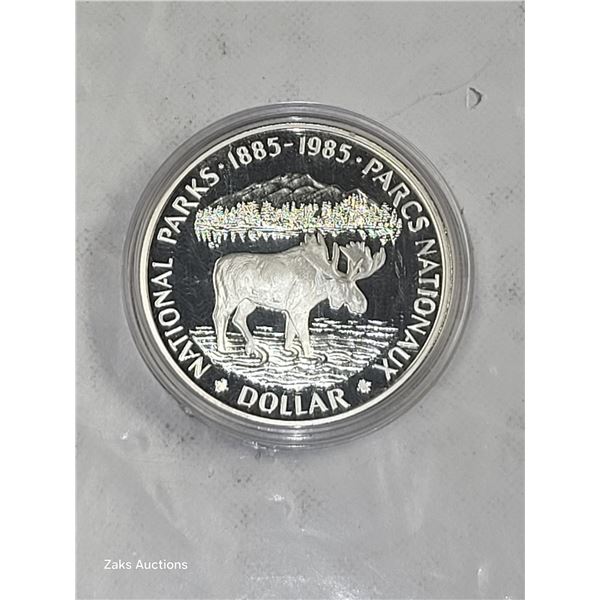 NATIONAL PARKS · 1885-1985 · PARCS NATIONAUX
DOLLAR
Zaks Auctions